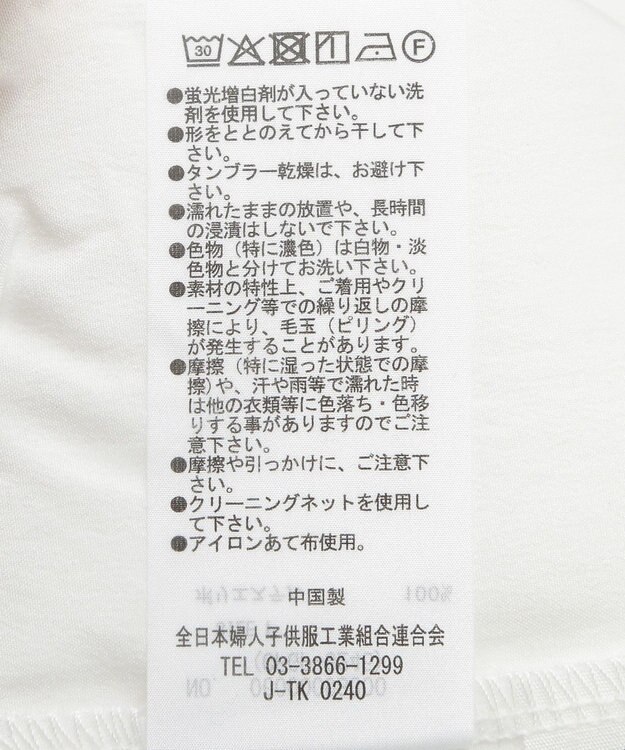 30 F
●蛍光増白剤が入っていない洗
剤を使用して下さい。
●形をととのえてから干して下
さい。
●タンブラー乾燥は、お避け下
さい。
●濡れたままの放置や、長時間
の浸漬はしないで下さい。
●色物（特に濃色）は白物・淡
色物と分けてお洗い下さい。
●素材の特性上、ご着用やクリ
ーニング等での繰り返しの摩
擦により、毛玉（ピリング）
が発生することがあります。
●摩擦（特に湿った状態での摩
擦)や、汗や雨等で濡れた時
は他の衣類等に色落ち・色移
りする事がありますのでご注
意下さい。
●摩擦や引っかけに、ご注意下
さい。
●クリーニングネットを使用し
て下さい。
●アイロンあて布使用。
ポリエステル 100%
中国製
全日本婦人子供服工業組合連合会
TEL 03-3866-1299
J-TK 0240
NO.